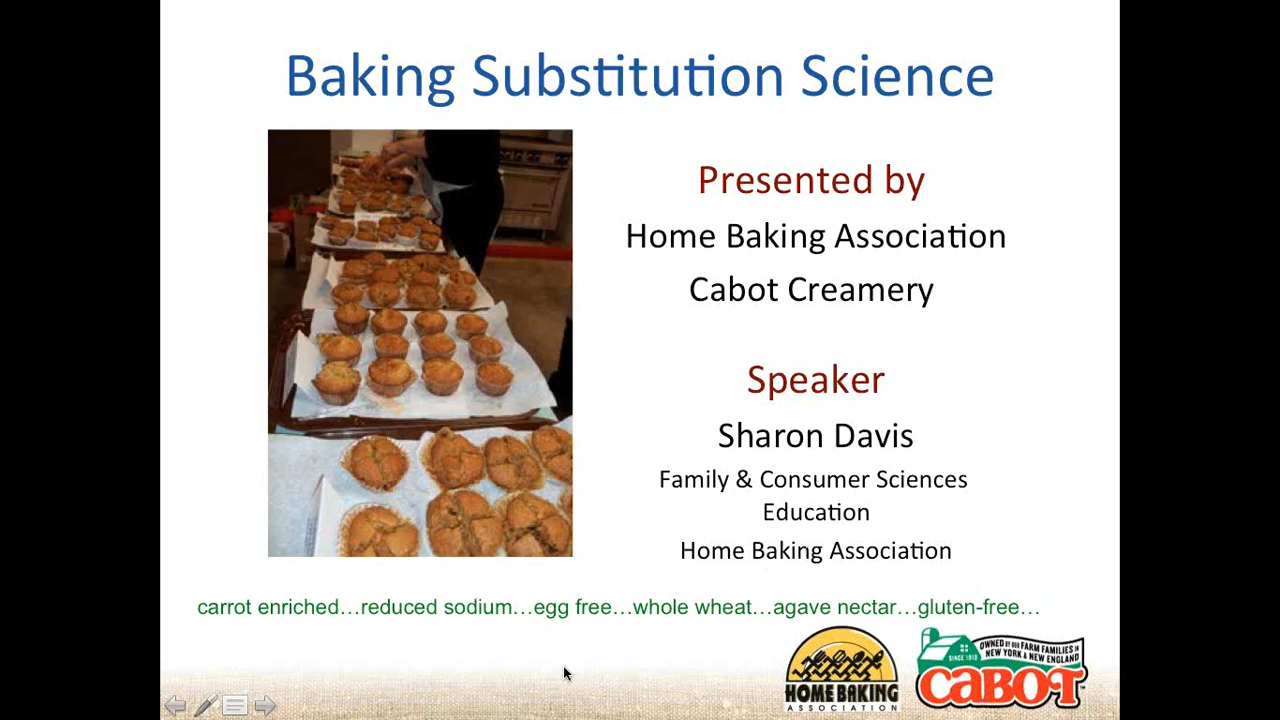 Baking Substitution Science
Presented by
Home Baking Association
Cabot Creamery
Speaker
Sharon Davis
Family & Consumer Sciences
Education
Home Baking Association
carrot enriched…reduced sodium…egg free…whole wheat…agave nectar…gluten-free…
HOME BAKING
ASSOCIATION
OWNED BY OUR FARM FAMILIES IN
NEW YORK & NEW ENGLAND
SINCE 1919
CABOT